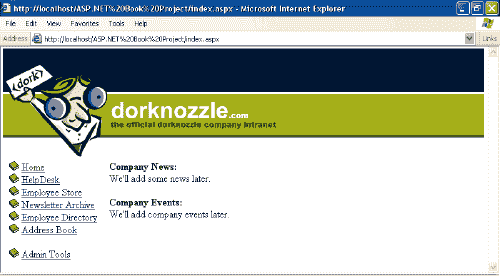 http://localhost/ASP.NET%20Book%20Project/index.aspx - Microsoft Internet Explorer
File Edit View Favorites Tools Help
Address http://localhost/ASP.NET%20Book%20Project/index.aspx Links
<dork>
dorknozzle.com
the official dorknozzle company intranet
Home
HelpDesk
Employee Store
Newsletter Archive
Employee Directory
Address Book
Admin Tools
Company News:
We'll add some news later.
Company Events:
We'll add company events later.